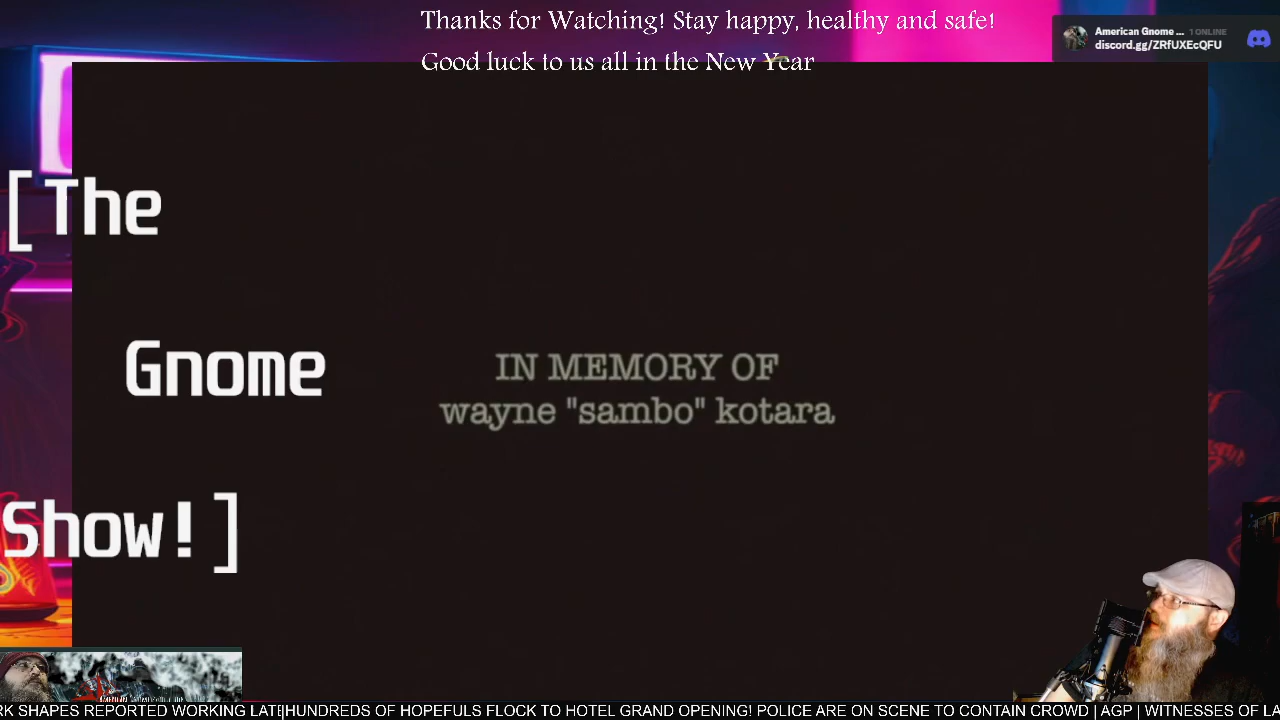 Thanks for Watching! Stay happy, healthy and safe!
Good luck to us all in the New Year
American Gnome ... 1 ONLINE
discord.gg/ZRfUXEcQFU
[The
Gnome
Show!]
IN MEMORY OF
wayne "sambo" kotara
RK SHAPES REPORTED WORKING LATE|HUNDREDS OF HOPEFULS FLOCK TO HOTEL GRAND OPENING! POLICE ARE ON SCENE TO CONTAIN CROWD | AGP | WITNESSES OF LA